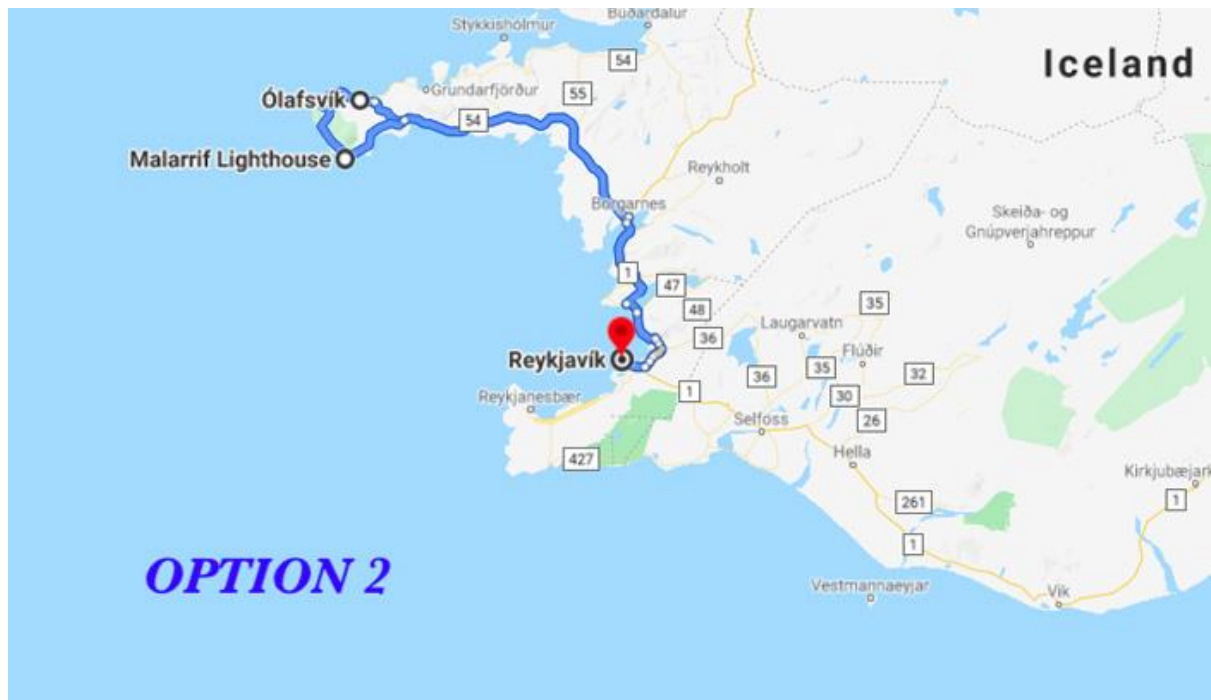 Búðardalur
Stykkishólmur
Iceland
54
Ólafsvík
Grundarfjörður
55
54
Malarrif Lighthouse
Reykholt
Borgarnes
Skeiða- og
Gnúpverjahreppur
1
47
48
35
36
Laugarvatn
Reykjavík
Flúðir
35
32
36
1
30
Reykjanesbær
26
Selfoss
427
Hella
Kirkjubæjark
1
261
1
OPTION 2
Vestmannaeyjar
Vik